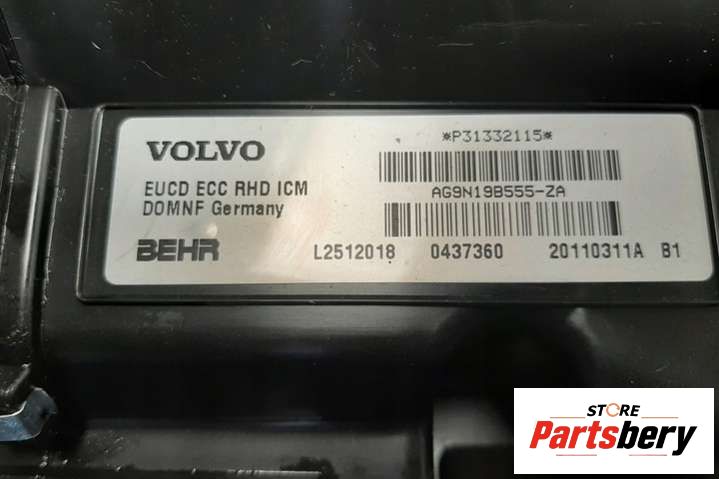 VOLVO
EUCD ECC RHD ICM
DOMNF Germany
BEHR
*P31332115*
AG9N19B555-ZA
L2512018 0437360 20110311A B1
STORE
Partsbery